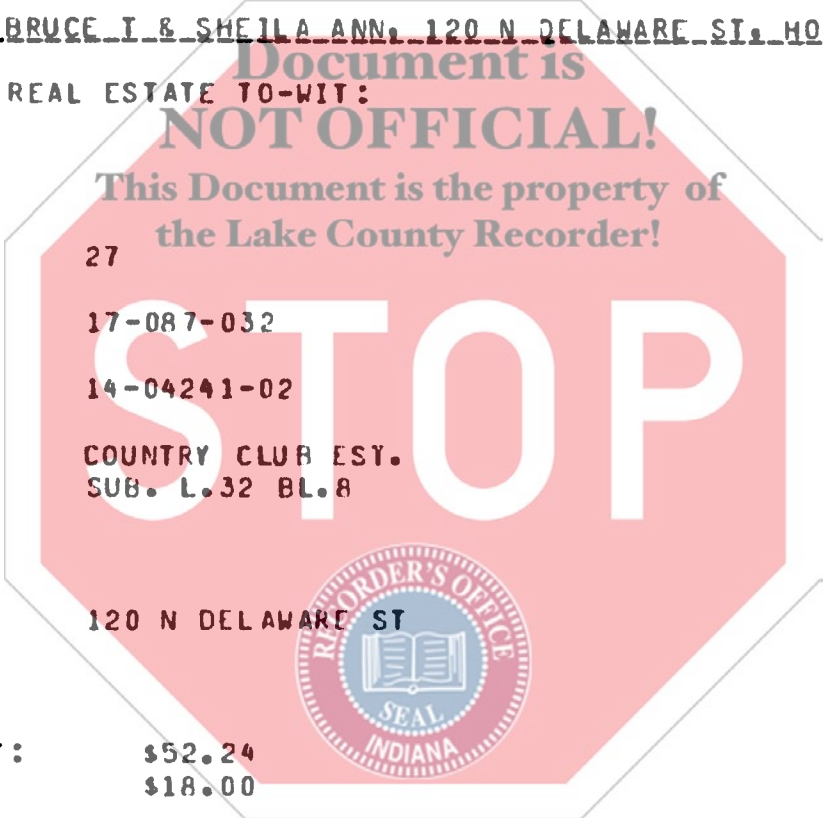 BRUCE T & SHEILA ANN, 120 N DELAWARE ST, HO
Document is
REAL ESTATE TO-WIT:
NOT OFFICIAL!
This Document is the property of
the Lake County Recorder!
27
17-087-032
14-04241-02
STOP
COUNTRY CLUB EST.
SUB. L.32 BL.8
120 N DELAWARE ST
RECORDER'S OFFICE
SEAL
INDIANA
: $52.24
$18.00